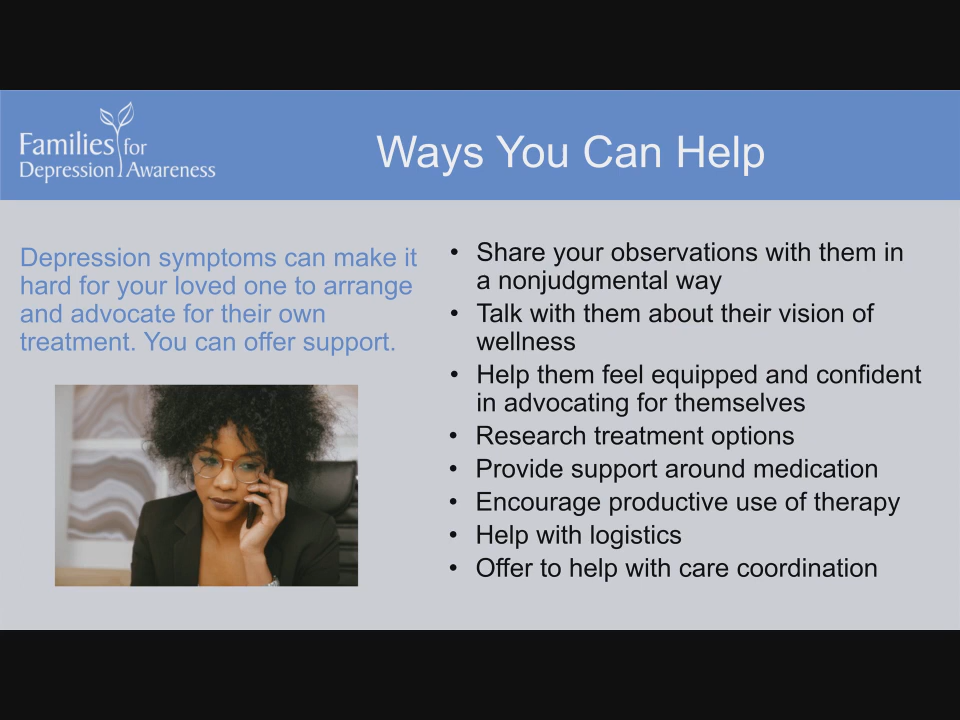 Families for
Depression Awareness
Ways You Can Help
Depression symptoms can make it
hard for your loved one to arrange
and advocate for their own
treatment. You can offer support.
• Share your observations with them in
a nonjudgmental way
• Talk with them about their vision of
wellness
• Help them feel equipped and confident
in advocating for themselves
• Research treatment options
• Provide support around medication
• Encourage productive use of therapy
• Help with logistics
• Offer to help with care coordination